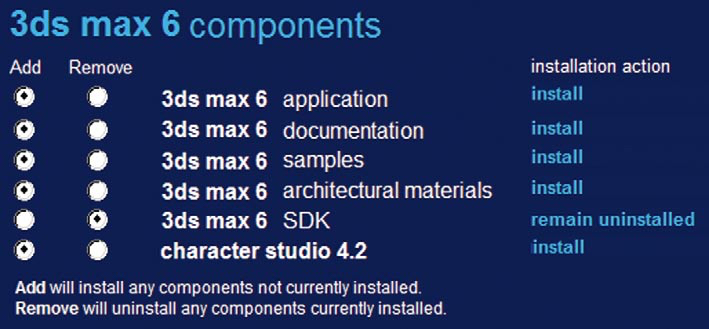 3ds max 6 components
Add Remove installation action
3ds max 6 application install
3ds max 6 documentation install
3ds max 6 samples install
3ds max 6 architectural materials install
3ds max 6 SDK remain uninstalled
character studio 4.2 install
Add will install any components not currently installed.
Remove will uninstall any components currently installed.